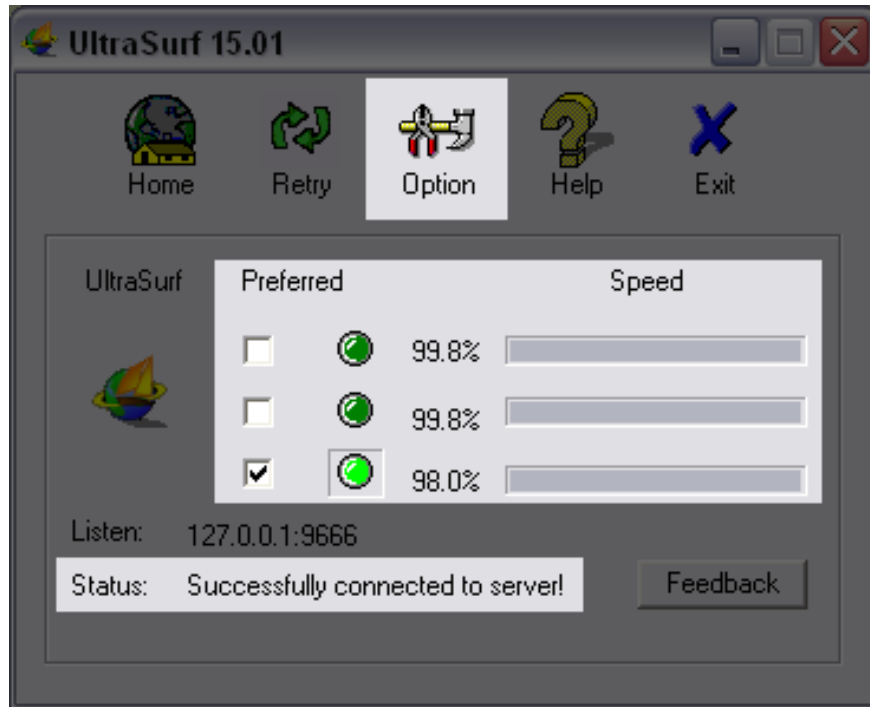 UltraSurf 15.01
Home Retry Option Help Exit
UltraSurf Preferred Speed
99.8%
99.8%
98.0%
Listen: 127.0.0.1:9666
Status: Successfully connected to server! Feedback